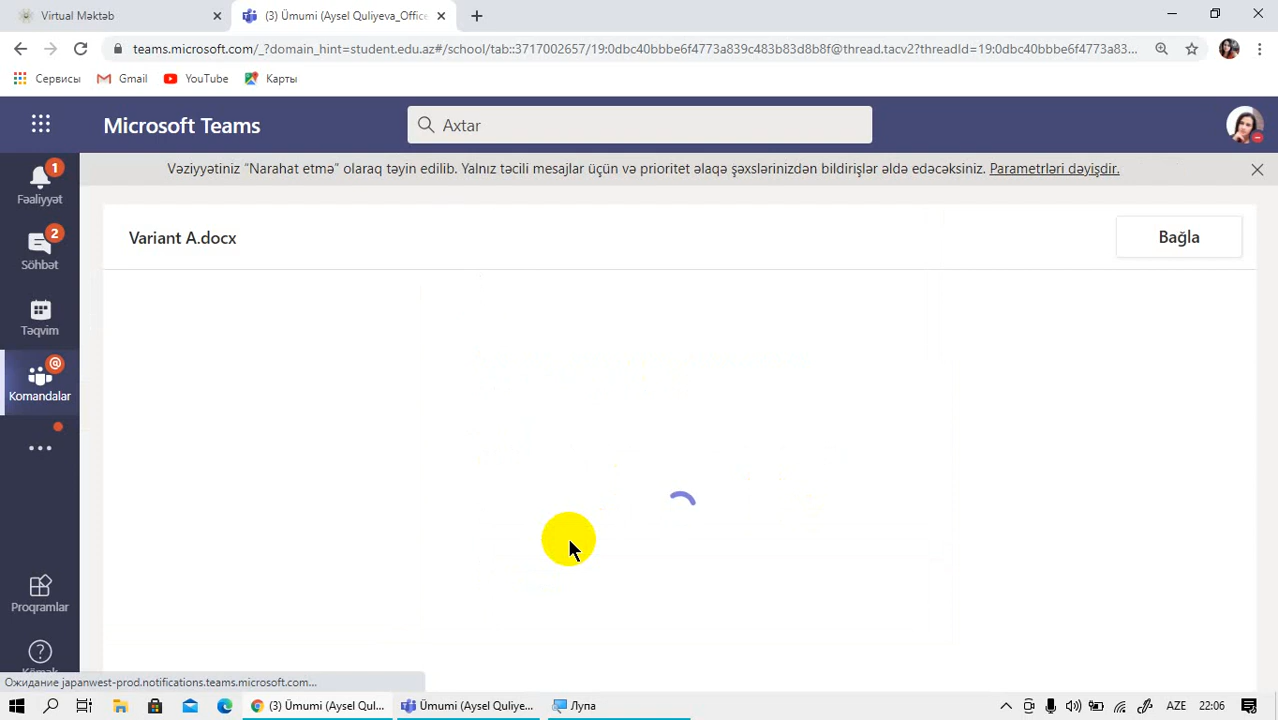 Virtual Məktəb
(3) Ümumi (Aysel Quliyeva_Office
teams.microsoft.com/_?domain_hint=student.edu.az#/school/tab::3717002657/19:0dbc40bbbe6f4773a839c483b83d8b8f@thread.tacv2?threadId=19:0dbc40bbbe6f4773a83...
Сервисы
Gmail
YouTube
Карты
Microsoft Teams
Axtar
Vəziyyətiniz "Narahat etmə" olaraq təyin edilib. Yalnız təcili mesajlar üçün və prioritet əlaqə şəxslərinizdən bildirişlər əldə edəcəksiniz. Parametrləri dəyişdir.
1
Fəaliyyət
2
Söhbət
Təqvim
@
Komandalar
Proqramlar
Kömək
Variant A.docx
Bağla
Ожидание japanwest-prod.notifications.teams.microsoft.com...
(3) Ümumi (Aysel Qul...
Ümumi (Aysel Quliye...
Лупа
AZE
22:06